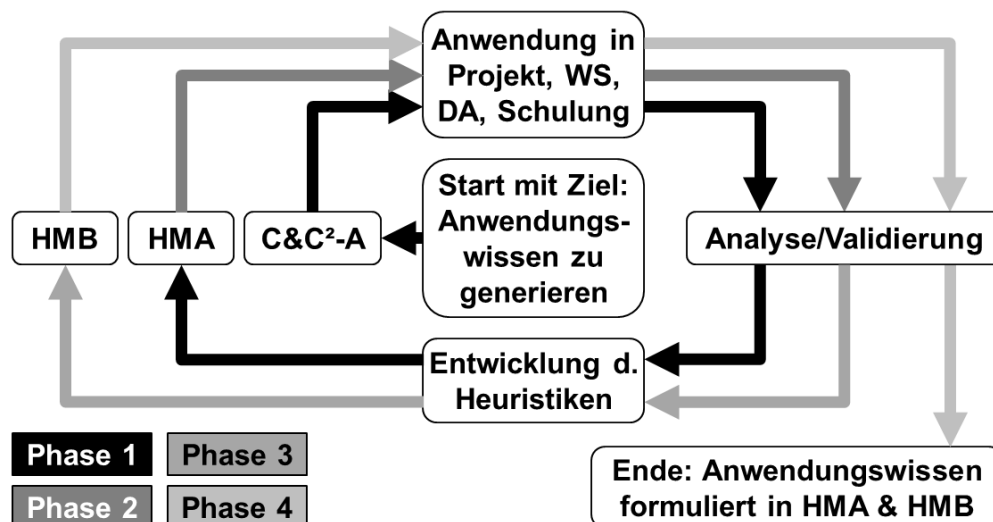 Anwendung in
Projekt, WS,
DA, Schulung
Start mit Ziel:
Anwendungs-
wissen zu
generieren
HMB
HMA
C&C²-A
Analyse/Validierung
Entwicklung d.
Heuristiken
Phase 1
Phase 3
Phase 2
Phase 4
Ende: Anwendungswissen
formuliert in HMA & HMB